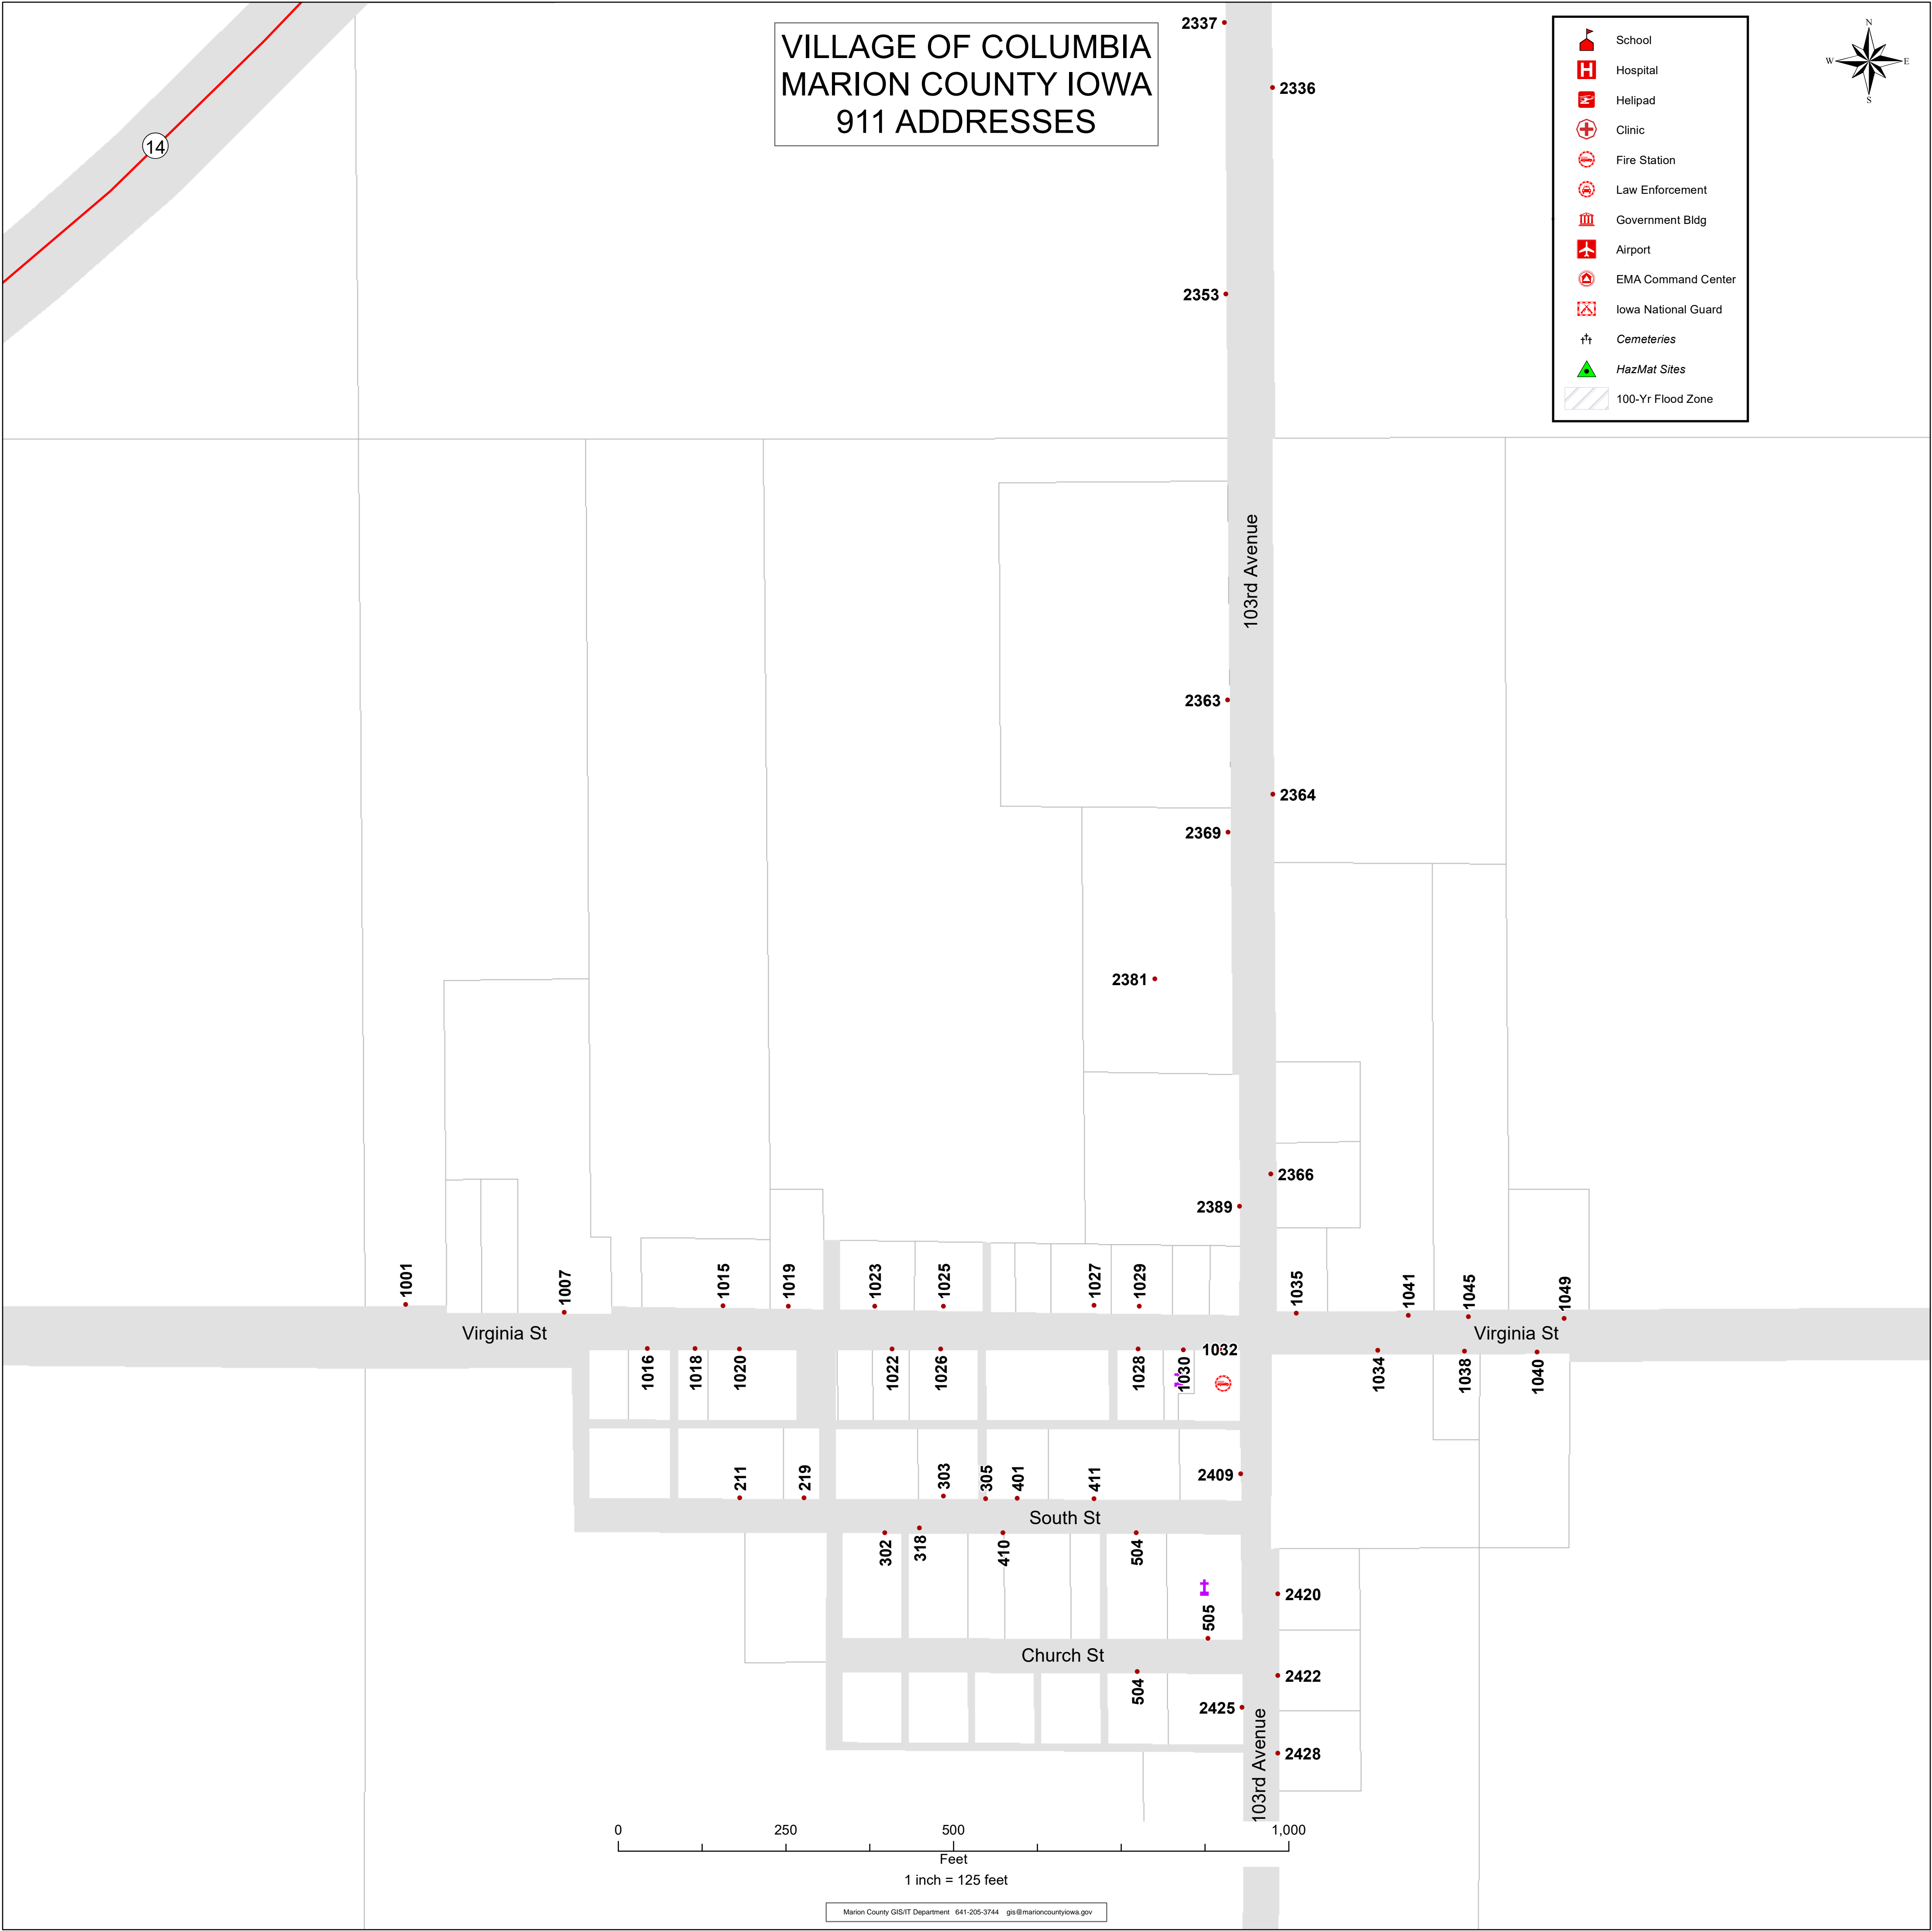 VILLAGE OF COLUMBIA
MARION COUNTY IOWA
911 ADDRESSES
School
Hospital
Helipad
Clinic
Fire Station
Law Enforcement
Government Bldg
Airport
EMA Command Center
Iowa National Guard
Cemeteries
HazMat Sites
100-Yr Flood Zone
N
W
E
S
14
2337
2336
2353
103rd Avenue
2363
2364
2369
2381
2366
2389
1001
1007
1015
1019
1023
1025
1027
1029
1035
1041
1045
1049
Virginia St
Virginia St
1016
1018
1020
1022
1026
1028
1030
1032
1034
1038
1040
211
219
303
305
401
411
2409
South St
302
318
410
504
505
2420
Church St
504
2422
2425
2428
103rd Avenue
0 250 500 1,000
Feet
1 inch = 125 feet
Marion County GIS/IT Department 641-205-3744 gis@marioncountyiowa.gov